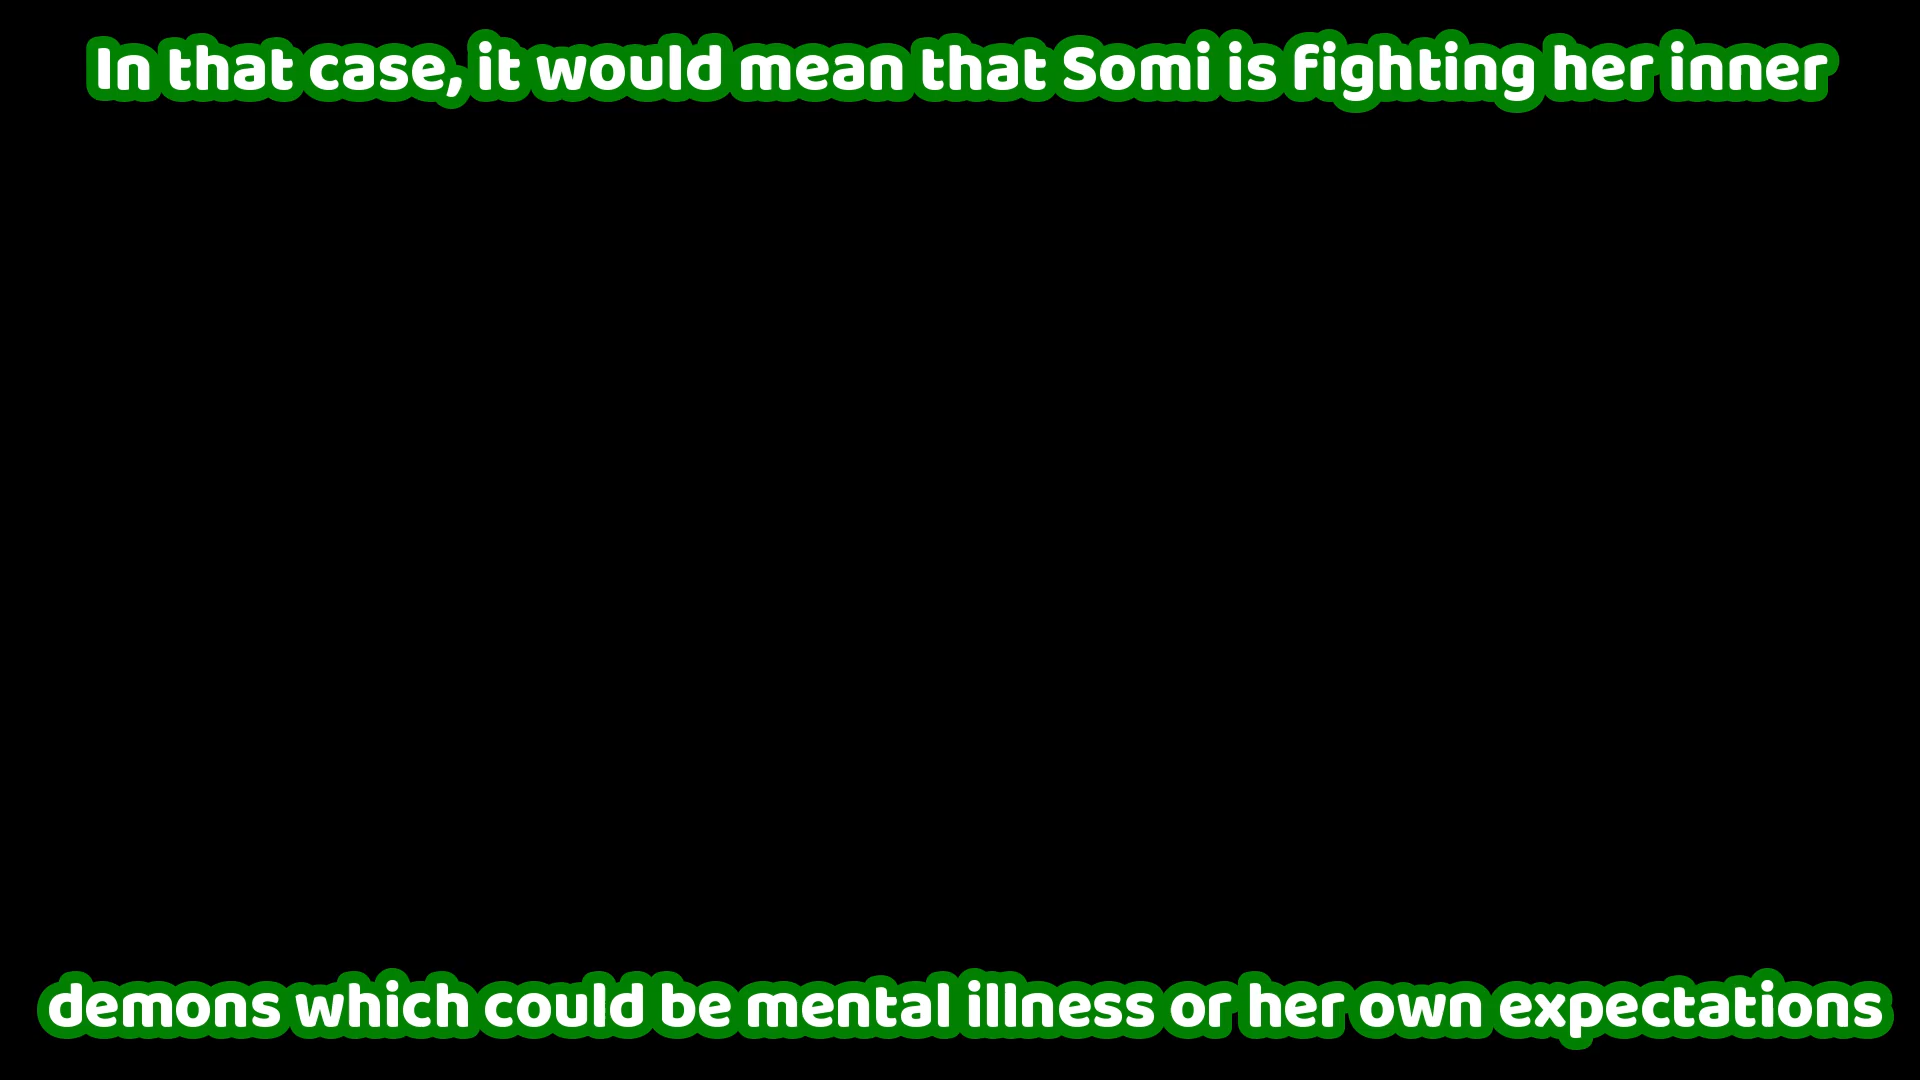 In that case, it would mean that Somi is fighting her inner
demons which could be mental illness or her own expectations